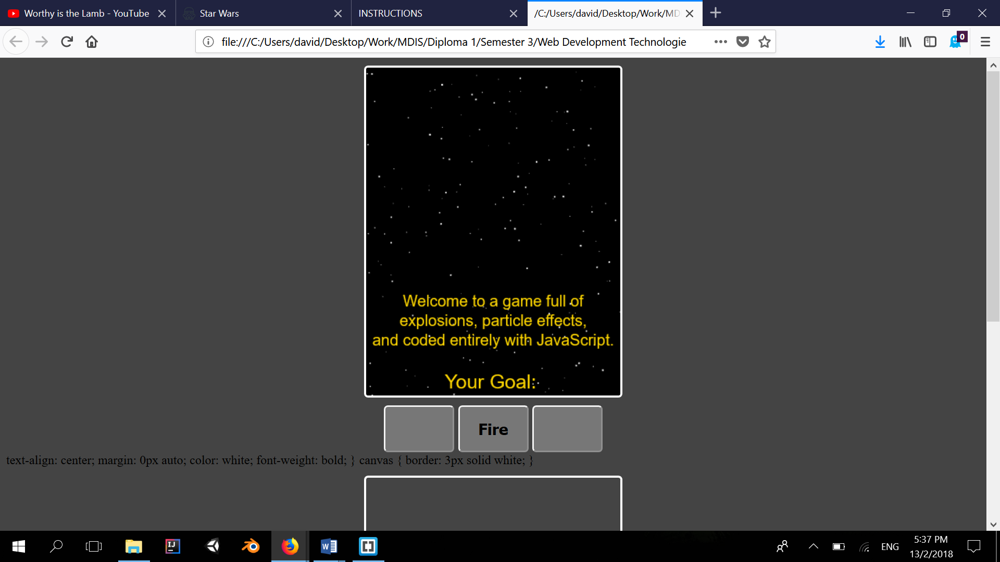 Worthy is the Lamb - YouTube
Star Wars
INSTRUCTIONS
/C:/Users/david/Desktop/Work/MD
file:///C:/Users/david/Desktop/Work/MDIS/Diploma 1/Semester 3/Web Development Technologie
0
Welcome to a game full of
explosions, particle effects,
and coded entirely with JavaScript.
Your Goal:
Fire
text-align: center; margin: 0px auto; color: white; font-weight: bold; } canvas { border: 3px solid white; }
ENG
5:37 PM
13/2/2018